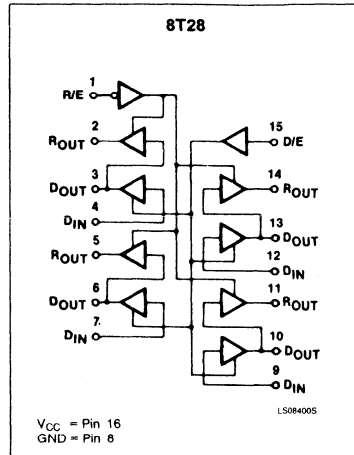 8T28
1
R/E
2
15
ROUT
D/E
3
14
DOUT
ROUT
4
13
DIN
DOUT
5
12
ROUT
DIN
6
11
DOUT
ROUT
7
10
DIN
DOUT
9
DIN
LS08400S
VCC = Pin 16
GND = Pin 8